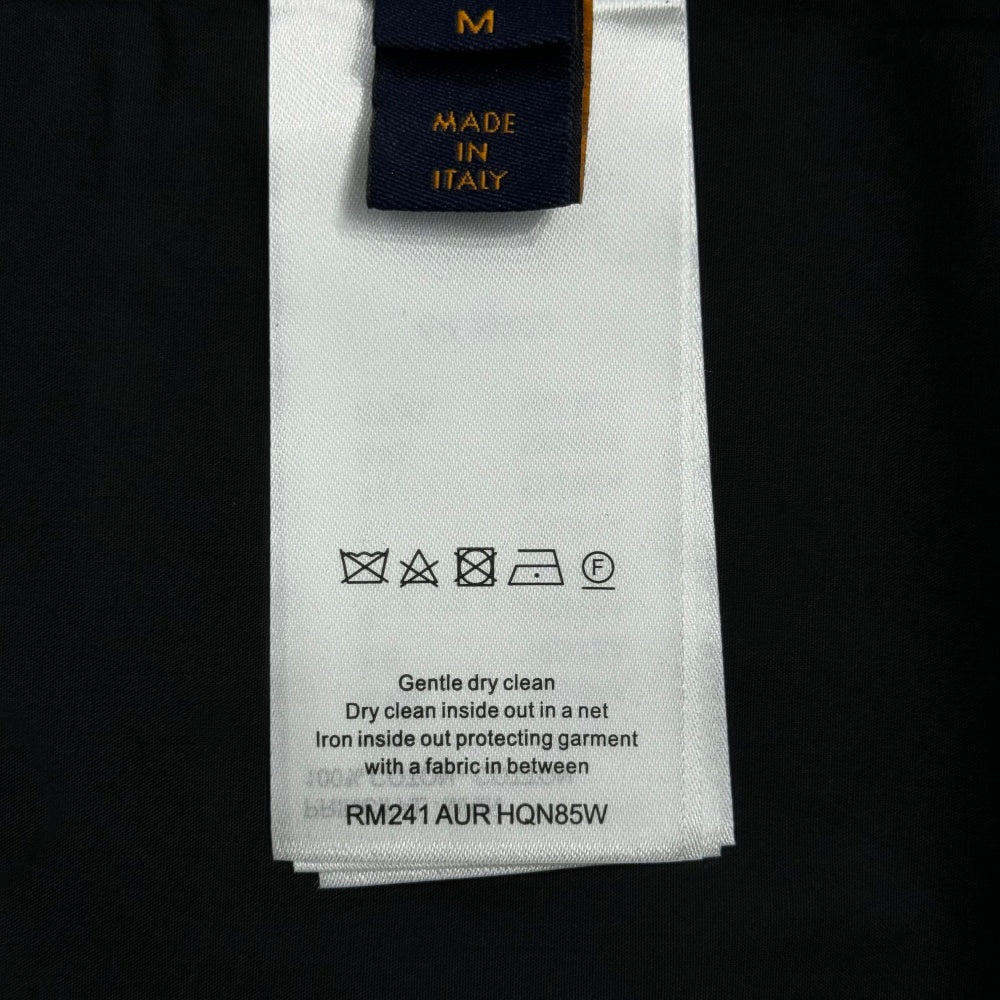 M
MADE
IN
ITALY
F
Gentle dry clean
Dry clean inside out in a net
Iron inside out protecting garment
with a fabric in between
RM241 AUR HQN85W